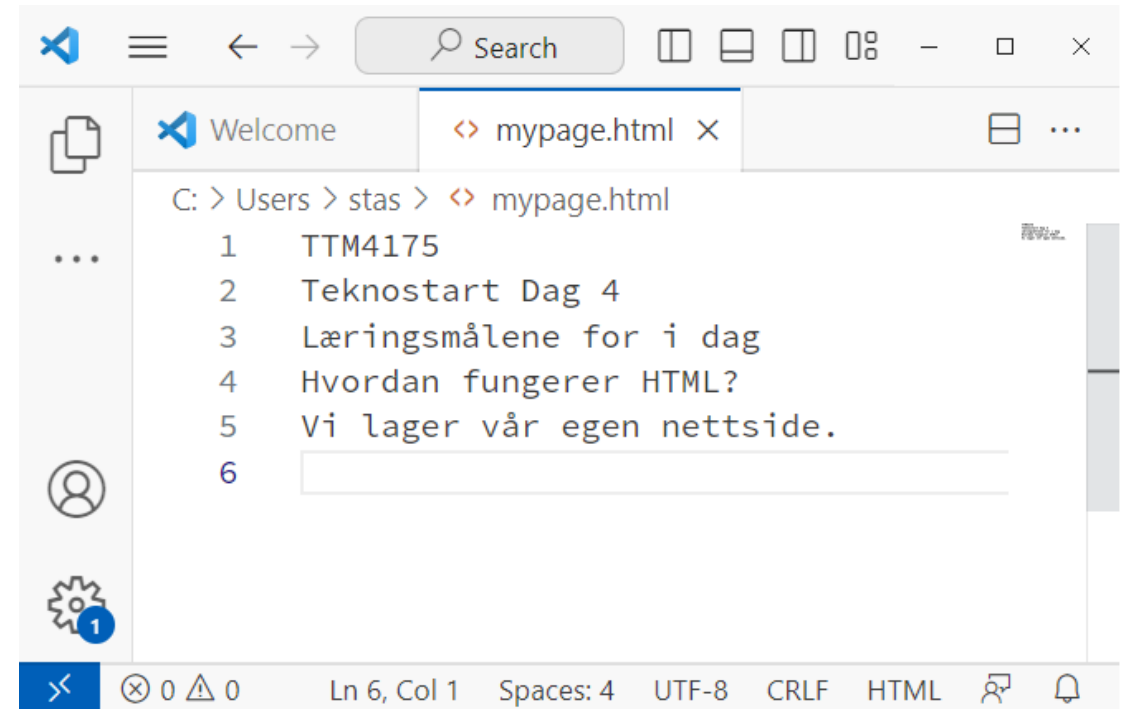 Search
Welcome
mypage.html
C: > Users > stas > mypage.html
1 TTM4175
2 Teknostart Dag 4
3 Læringsmålene for i dag
4 Hvordan fungerer HTML?
5 Vi lager vår egen nettside.
6
1
0 0 Ln 6, Col 1 Spaces: 4 UTF-8 CRLF HTML